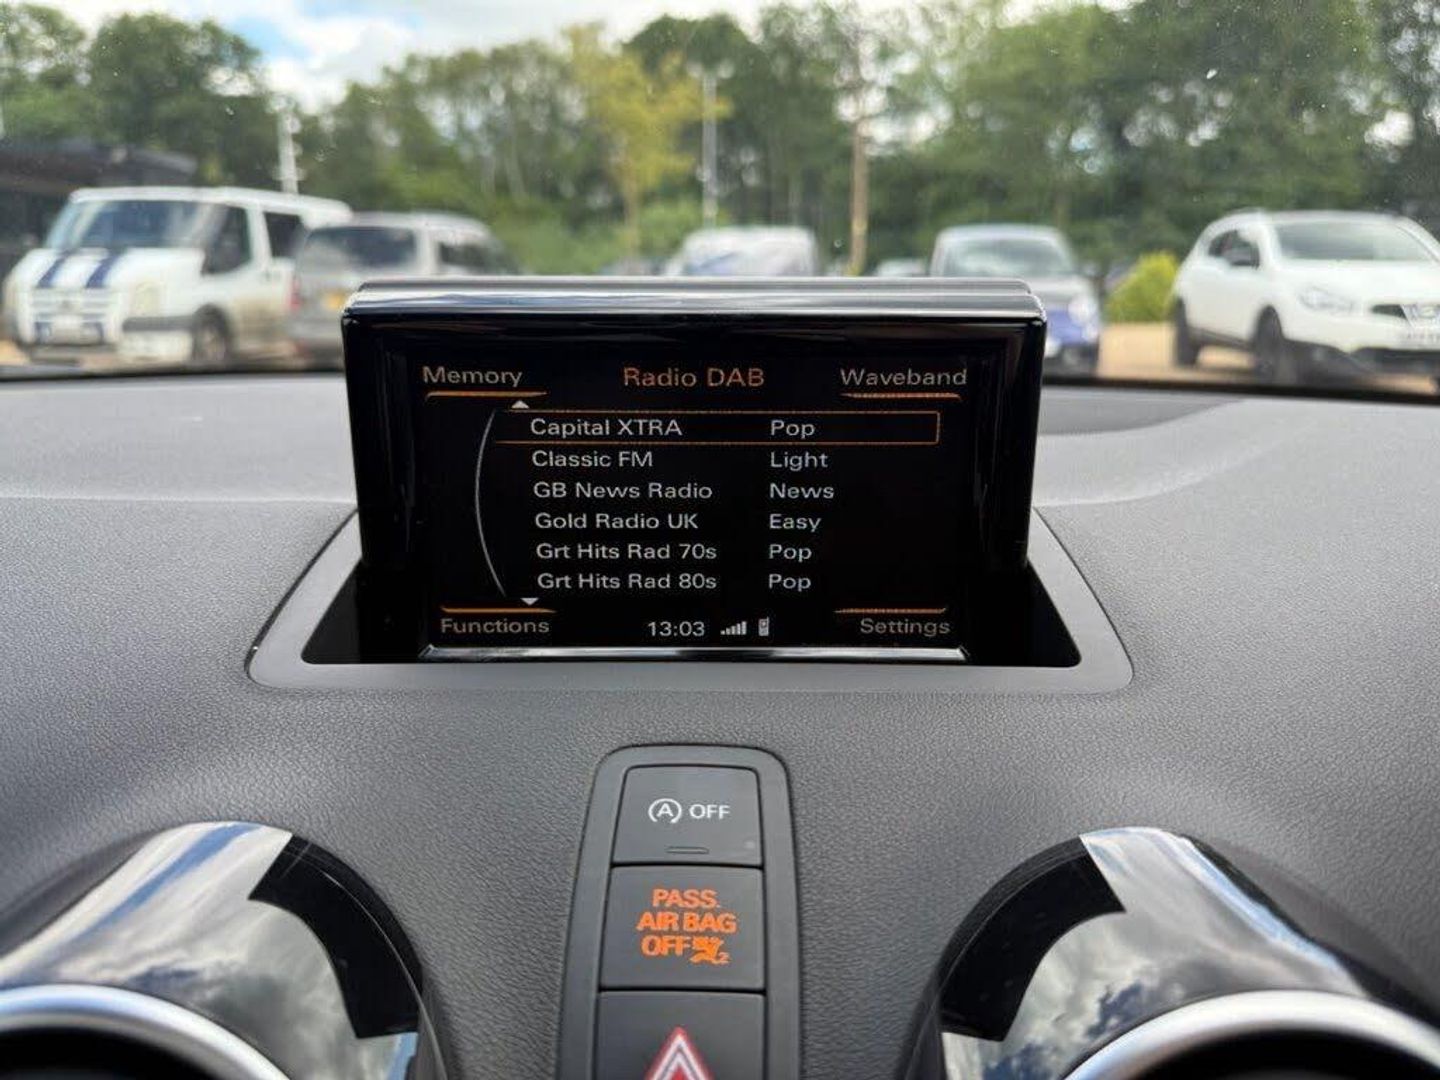 Memory Radio DAB Waveband
Capital XTRA Pop
Classic FM Light
GB News Radio News
Gold Radio UK Easy
Grt Hits Rad 70s Pop
Grt Hits Rad 80s Pop
Functions 13:03 Settings
A OFF
PASS.
AIR BAG
OFF 2